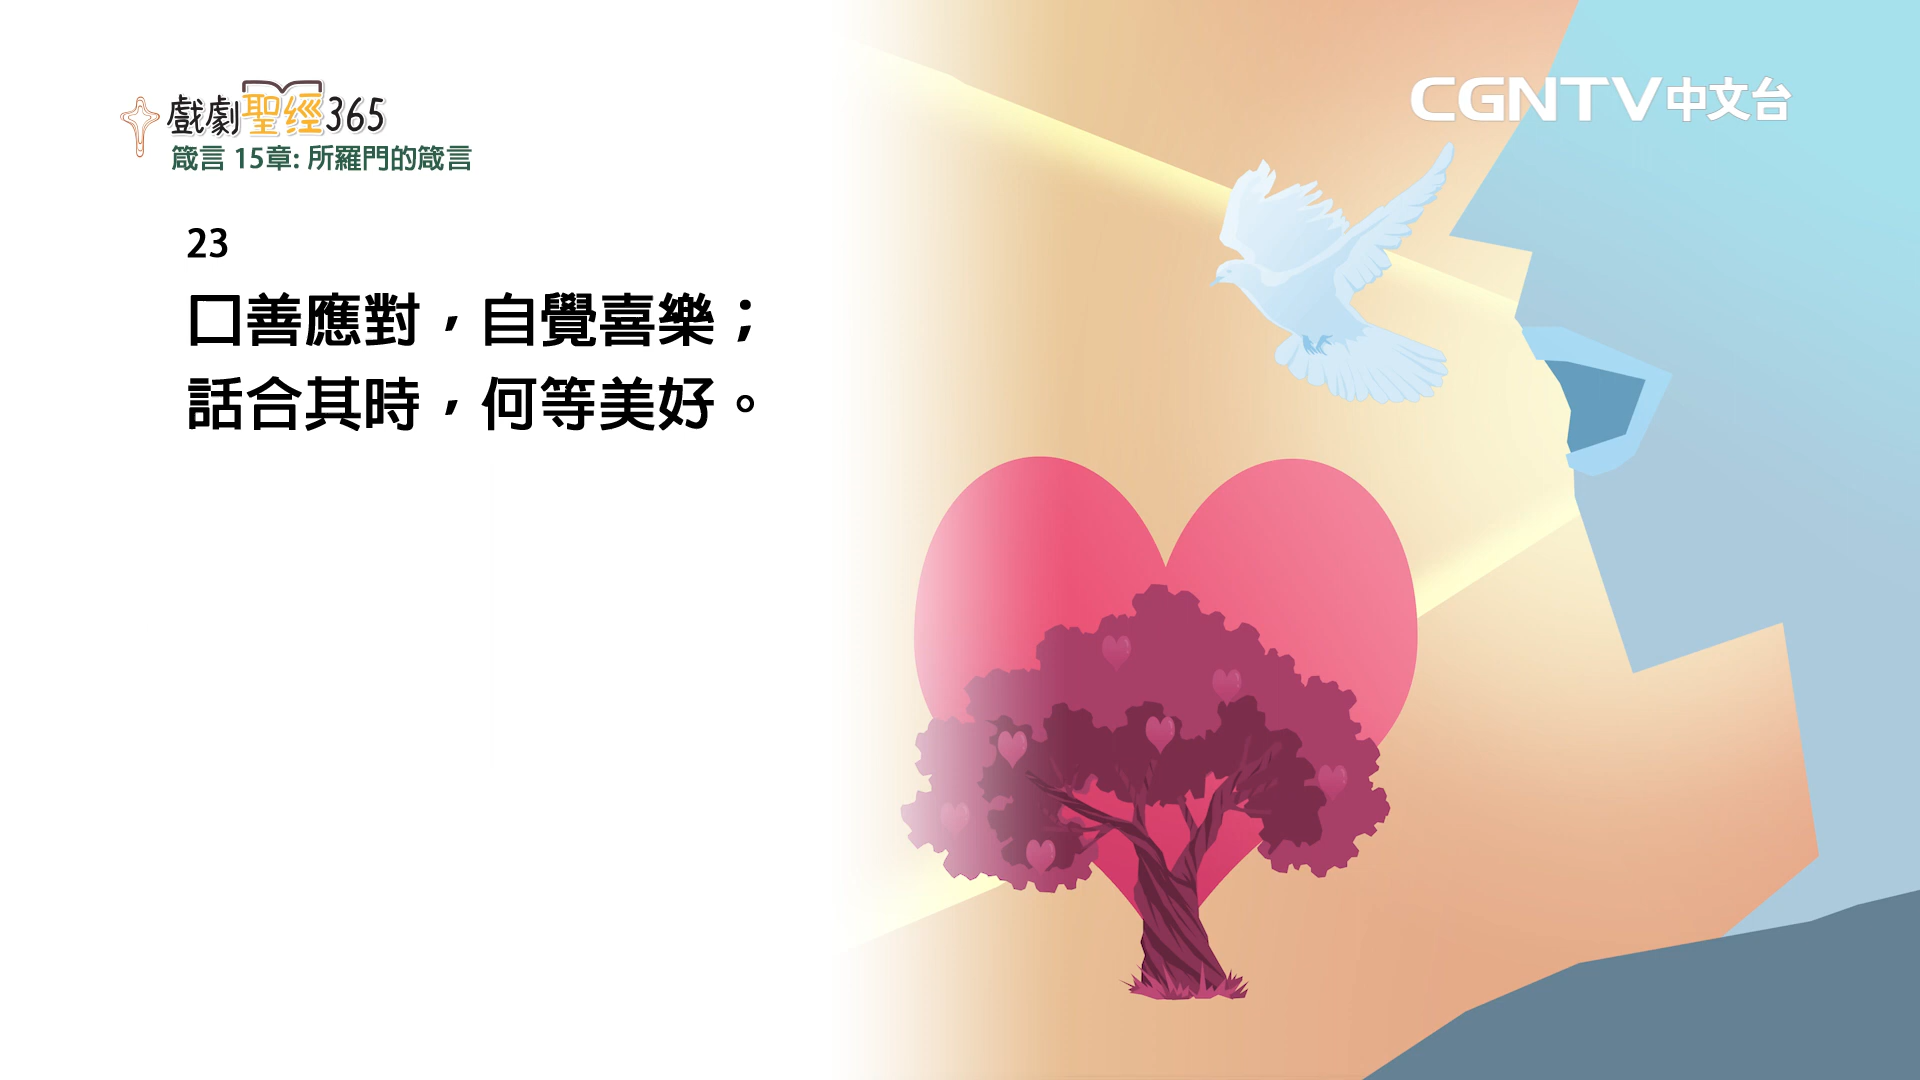 戲劇聖經365
箴言 15章: 所羅門的箴言
CGNTV中文台
23
口善應對，自覺喜樂；
話合其時，何等美好。